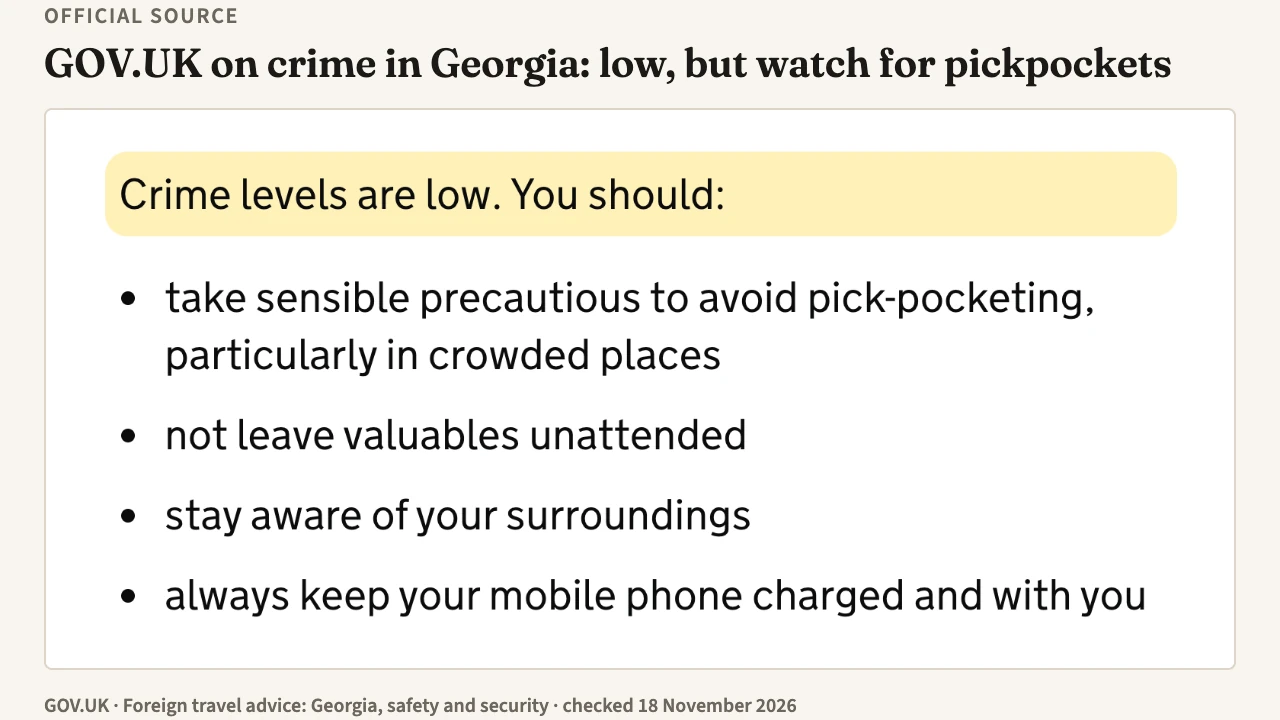 OFFICIAL SOURCE
GOV.UK on crime in Georgia: low, but watch for pickpockets
Crime levels are low. You should:
• take sensible precautious to avoid pick-pocketing,
particularly in crowded places
• not leave valuables unattended
• stay aware of your surroundings
• always keep your mobile phone charged and with you
GOV.UK · Foreign travel advice: Georgia, safety and security · checked 18 November 2026